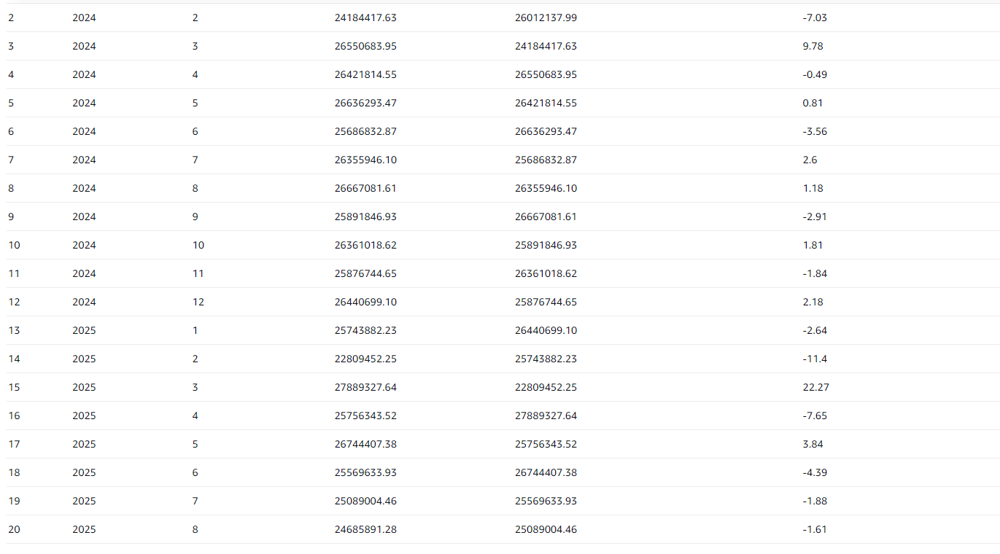 2 2024 2 24184417.63 26012137.99 -7.03
3 2024 3 26550683.95 24184417.63 9.78
4 2024 4 26421814.55 26550683.95 -0.49
5 2024 5 26636293.47 26421814.55 0.81
6 2024 6 25686832.87 26636293.47 -3.56
7 2024 7 26355946.10 25686832.87 2.6
8 2024 8 26667081.61 26355946.10 1.18
9 2024 9 25891846.93 26667081.61 -2.91
10 2024 10 26361018.62 25891846.93 1.81
11 2024 11 25876744.65 26361018.62 -1.84
12 2024 12 26440699.10 25876744.65 2.18
13 2025 1 25743882.23 26440699.10 -2.64
14 2025 2 22809452.25 25743882.23 -11.4
15 2025 3 27889327.64 22809452.25 22.27
16 2025 4 25756343.52 27889327.64 -7.65
17 2025 5 26744407.38 25756343.52 3.84
18 2025 6 25569633.93 26744407.38 -4.39
19 2025 7 25089004.46 25569633.93 -1.88
20 2025 8 24685891.28 25089004.46 -1.61